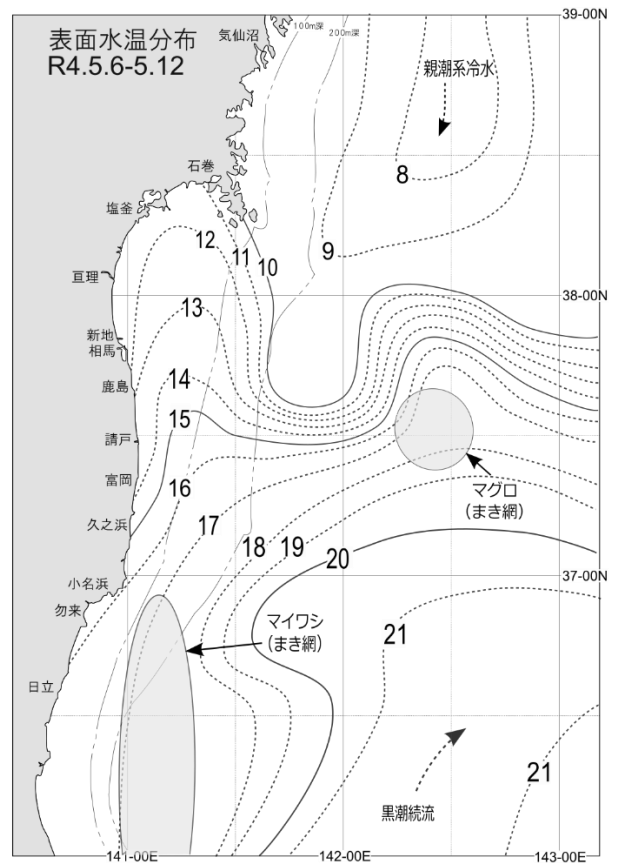 表面水温分布
R4.5.6-5.12
気仙沼
100m深
200m深
39-00N
親潮系冷水
石巻
8
塩釜
12
11
10
9
亘理
38-00N
13
新地
相馬
鹿島
14
15
請戸
富岡
16
マグロ
(まき網)
久之浜
17
18
19
20
小名浜
37-00N
勿来
マイワシ
(まき網)
21
日立
21
黒潮続流
141-00E
142-00E
143-00E